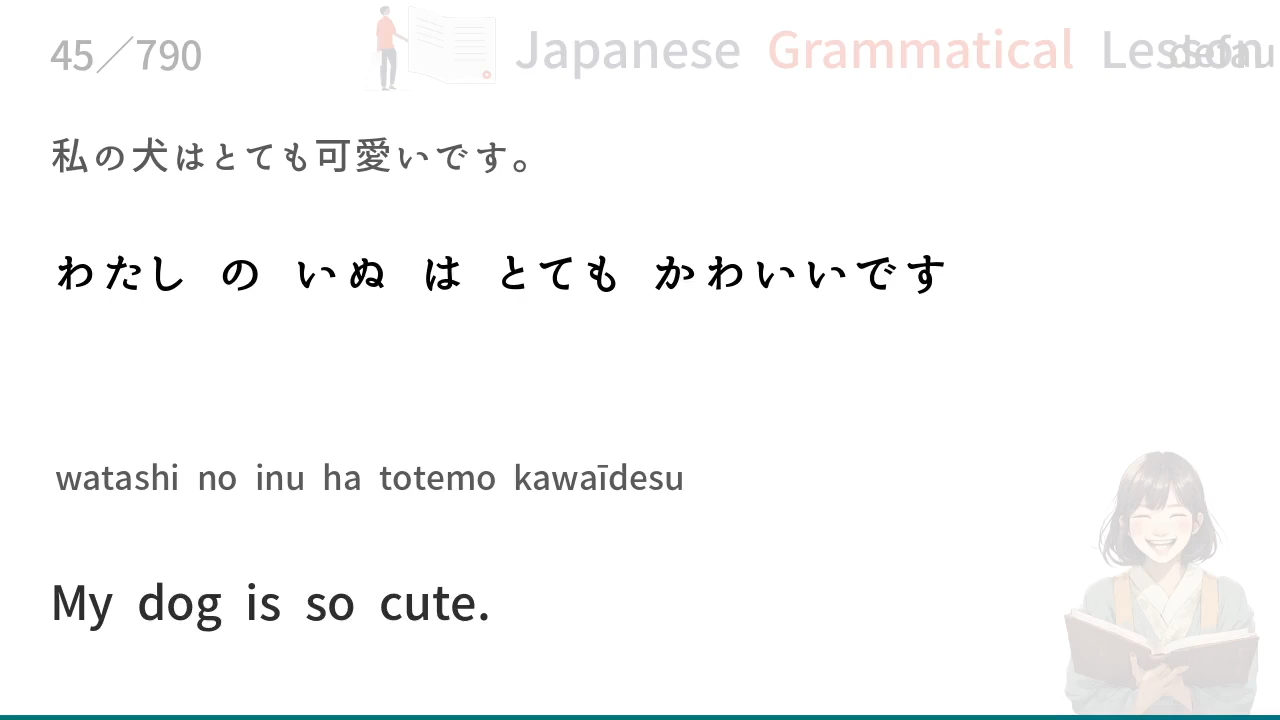 45／790
Japanese Grammatical Lesson
defau
私の犬はとても可愛いです。
わたし の いぬ は とても かわいいです
watashi no inu ha totemo kawaīdesu
My dog is so cute.